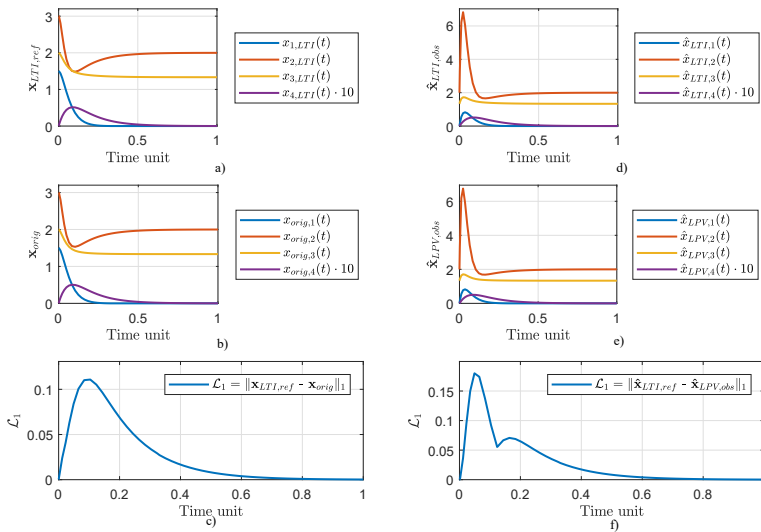 3
2
1
0
0
0.5
1
x_{LTI,ref}
Time unit
a)
x_{1,LTI}(t)
x_{2,LTI}(t)
x_{3,LTI}(t)
x_{4,LTI}(t) · 10
6
4
2
0
0
0.5
1
x̂_{LTI,obs}
Time unit
d)
x̂_{LTI,1}(t)
x̂_{LTI,2}(t)
x̂_{LTI,3}(t)
x̂_{LTI,4}(t) · 10
3
2
1
0
0
0.5
1
x_{orig}
Time unit
b)
x_{orig,1}(t)
x_{orig,2}(t)
x_{orig,3}(t)
x_{orig,4}(t) · 10
6
4
2
0
0
0.5
1
x̂_{LPV,obs}
Time unit
e)
x̂_{LPV,1}(t)
x̂_{LPV,2}(t)
x̂_{LPV,3}(t)
x̂_{LPV,4}(t) · 10
0.1
0.05
0
0
0.2
0.4
0.6
0.8
1
ℒ_1
Time unit
c)
ℒ_1 = ‖x_{LTI,ref} - x_{orig}‖_1
0.15
0.1
0.05
0
0
0.2
0.4
0.6
0.8
ℒ_1
Time unit
f)
ℒ_1 = ‖x̂_{LTI,ref} - x̂_{LPV,obs}‖_1